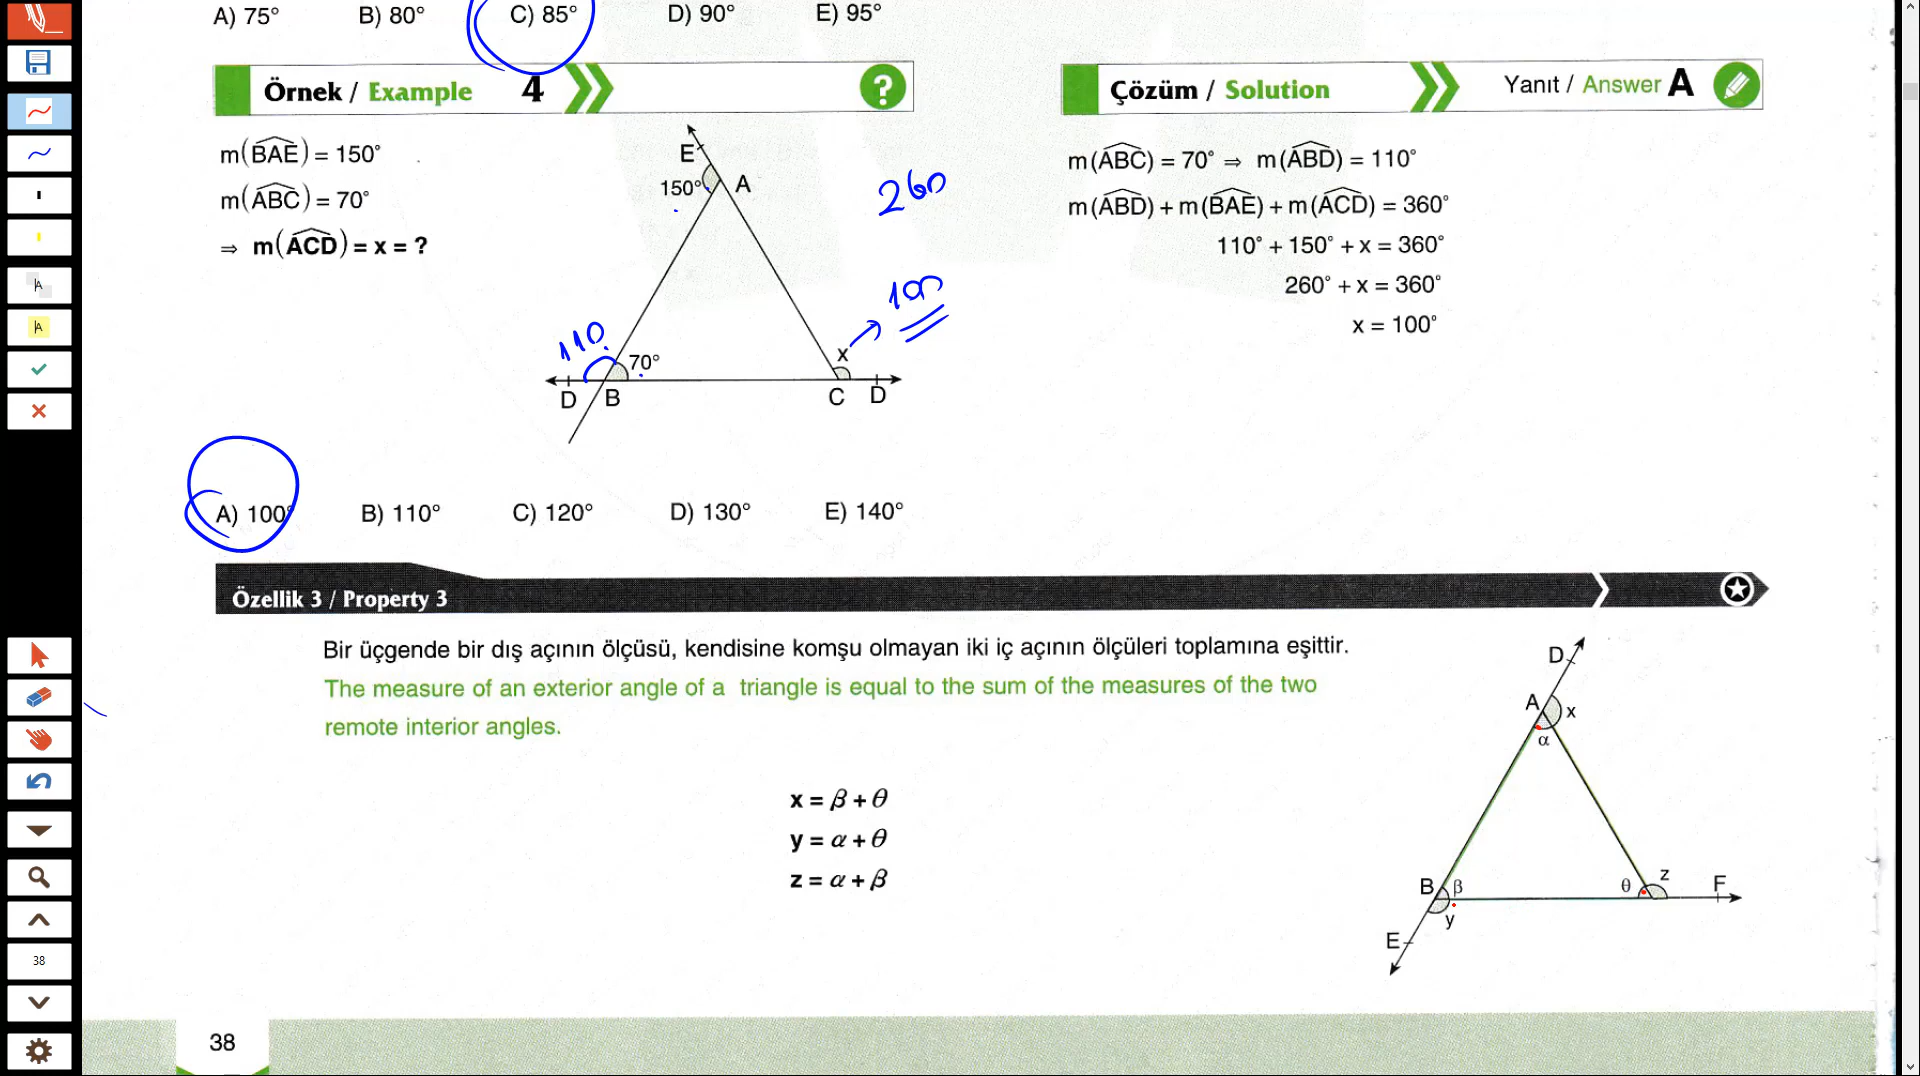 A) 75° B) 80° C) 85° D) 90° E) 95°
Örnek / Example 4
?
m(BAE) = 150°
m(ABC) = 70°
⇒ m(ACD) = x = ?
E
150°
A
260
100
110
70°
x
D B C D
A) 100° B) 110° C) 120° D) 130° E) 140°
Çözüm / Solution Yanıt / Answer A
m(ABC) = 70° ⇒ m(ABD) = 110°
m(ABD) + m(BAE) + m(ACD) = 360°
110° + 150° + x = 360°
260° + x = 360°
x = 100°
Özellik 3 / Property 3
Bir üçgende bir dış açının ölçüsü, kendisine komşu olmayan iki iç açının ölçüleri toplamına eşittir.
The measure of an exterior angle of a triangle is equal to the sum of the measures of the two
remote interior angles.
x = β + θ
y = α + θ
z = α + β
D
A x
α
B β θ z F
y
E
38
38
A
A